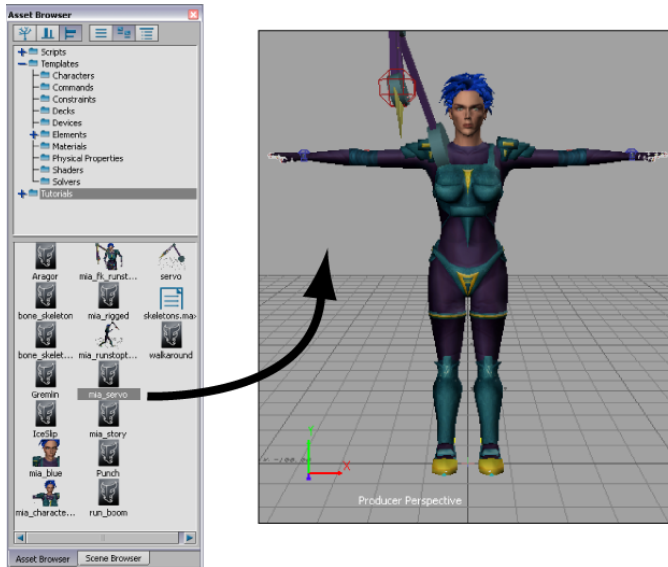 Asset Browser
Scripts
Templates
Characters
Commands
Constraints
Decks
Devices
Elements
Materials
Physical Properties
Shaders
Solvers
Tutorials
Aragor mia_fk_runst... servo
bone_skeleton mia_rigged skeletons.max
bone_skelet... mia_runstopt... walkaround
Gremlin mia_servo
IceSlip mia_story
mia_blue Punch
mia_characte... run_boom
Asset Browser Scene Browser
Y
X
Producer Perspective